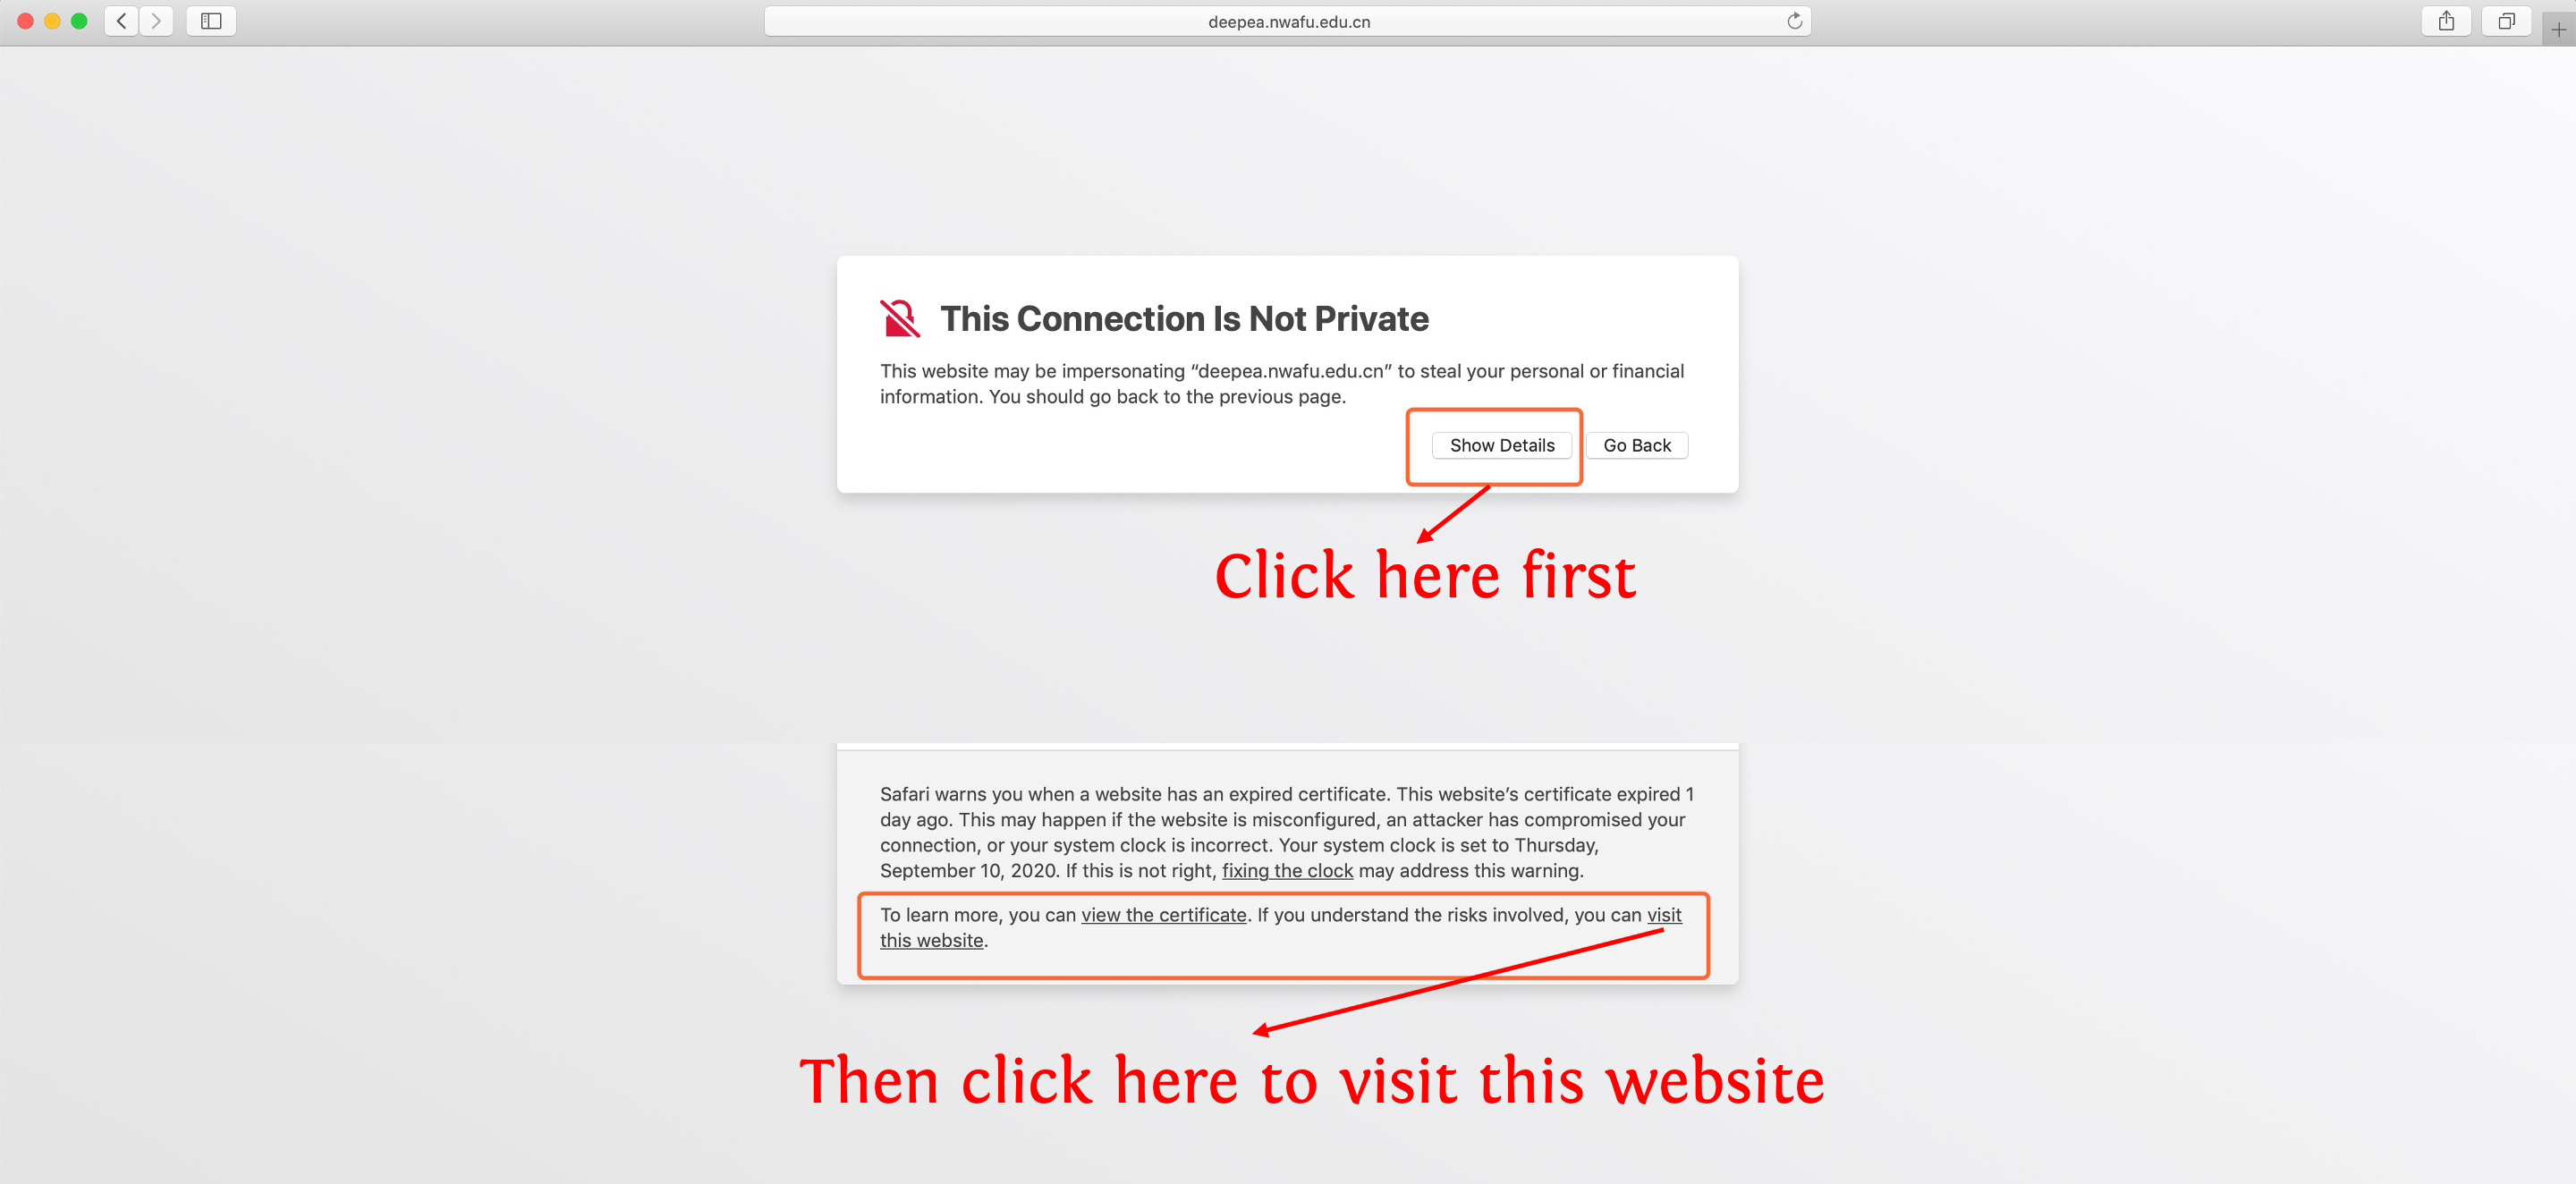 deepea.nwafu.edu.cn
This Connection Is Not Private
This website may be impersonating “deepea.nwafu.edu.cn” to steal your personal or financial
information. You should go back to the previous page.
Show Details
Go Back
Click here first
Safari warns you when a website has an expired certificate. This website’s certificate expired 1
day ago. This may happen if the website is misconfigured, an attacker has compromised your
connection, or your system clock is incorrect. Your system clock is set to Thursday,
September 10, 2020. If this is not right, fixing the clock may address this warning.
To learn more, you can view the certificate. If you understand the risks involved, you can visit
this website.
Then click here to visit this website